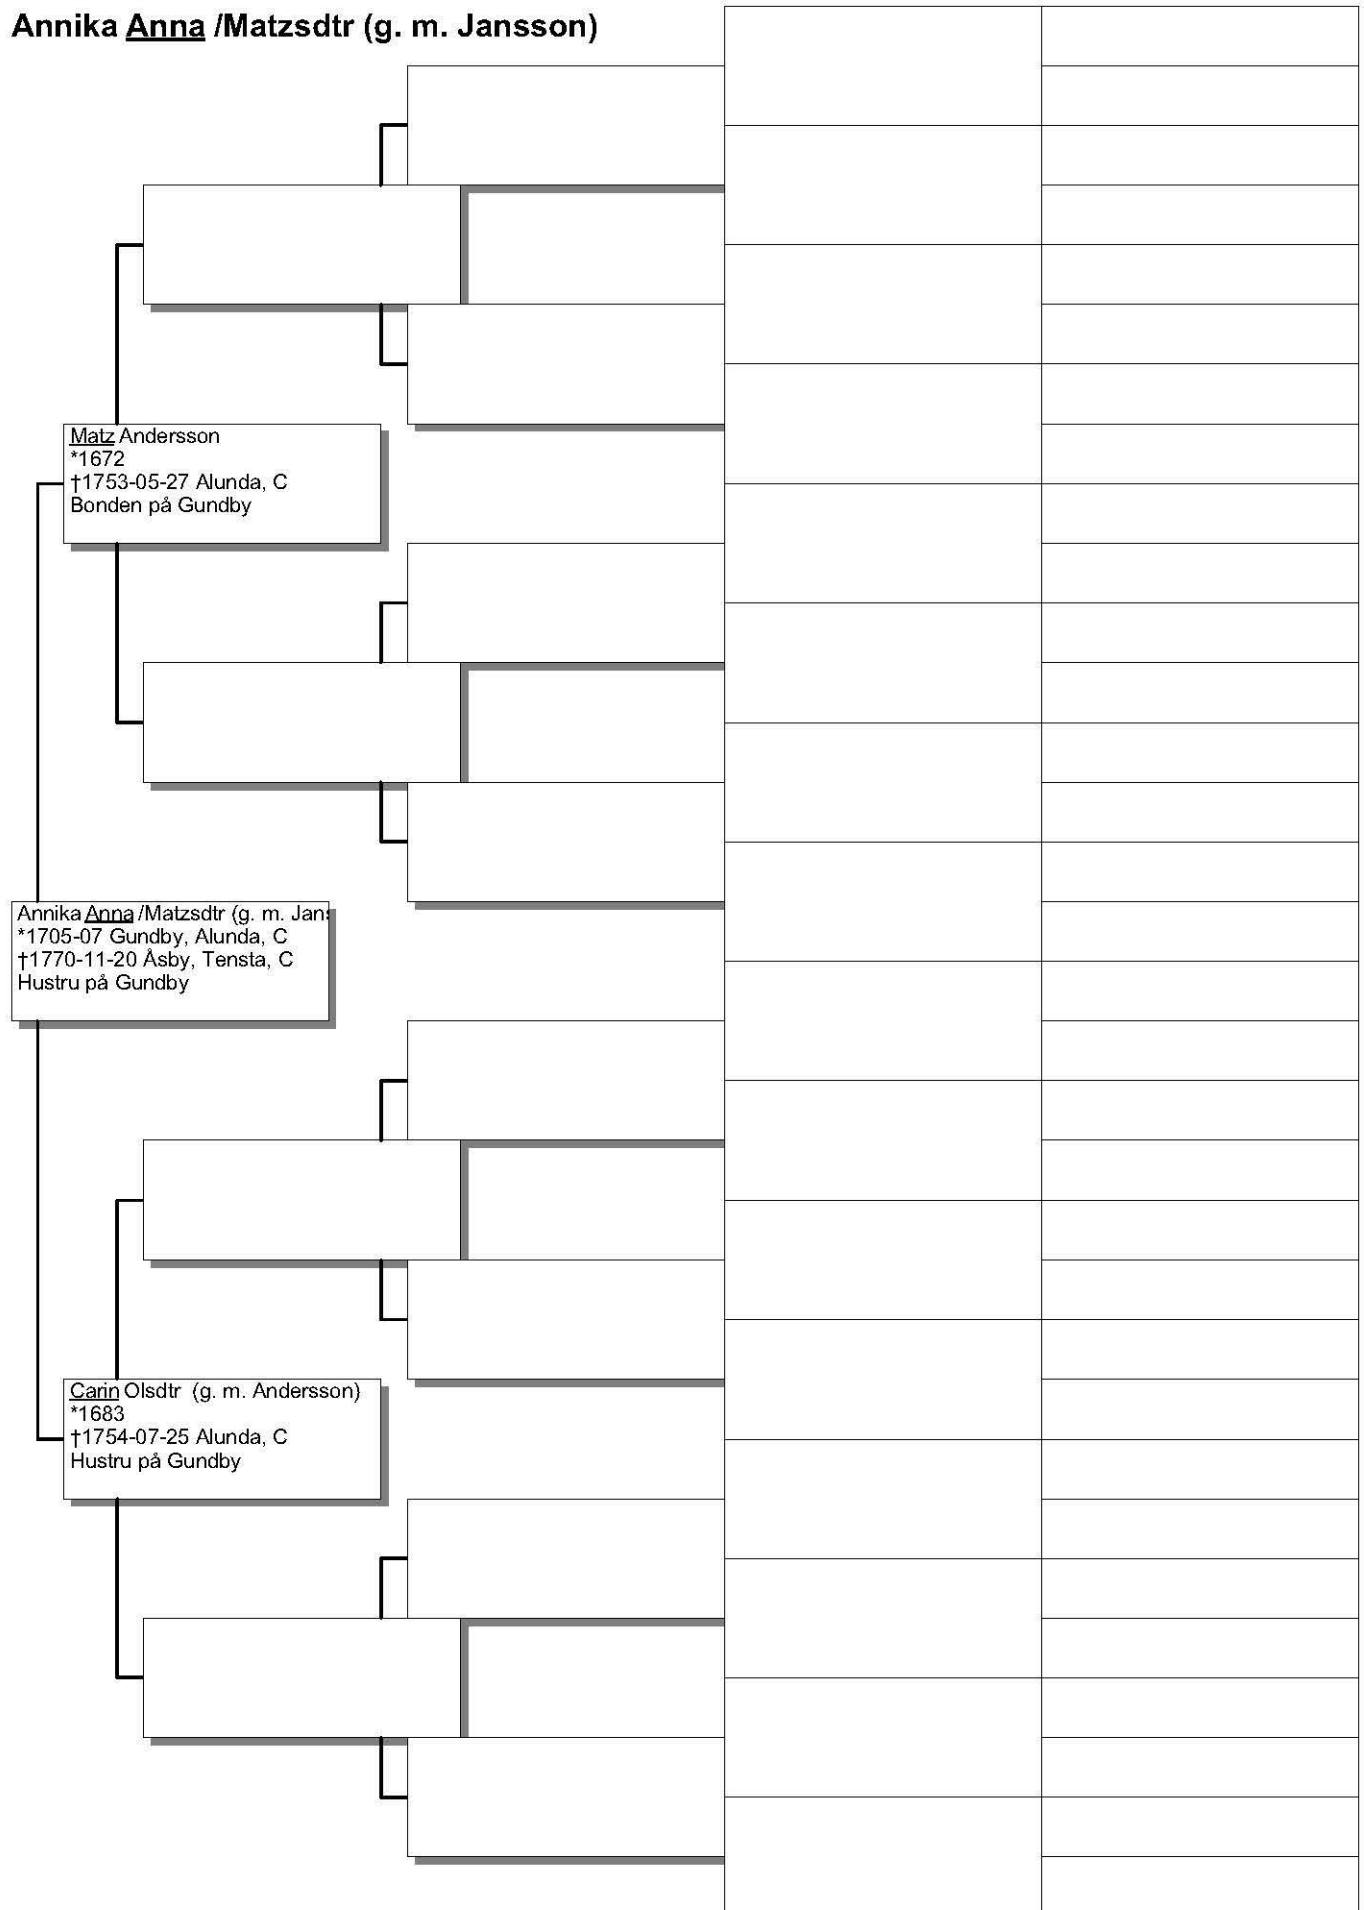 Annika Anna /Matzsdtr (g. m. Jansson)
Matz Andersson
*1672
†1753-05-27 Alunda, C
Bonden på Gundby
Annika Anna /Matzsdtr (g. m. Jans
*1705-07 Gundby, Alunda, C
†1770-11-20 Åsby, Tensta, C
Hustru på Gundby
Carin Olsdtr (g. m. Andersson)
*1683
†1754-07-25 Alunda, C
Hustru på Gundby